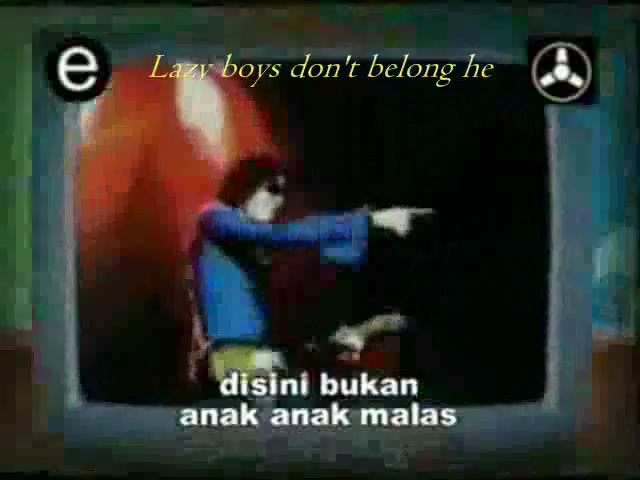 e
Lazy boys don't belong he
disini bukan
anak anak malas